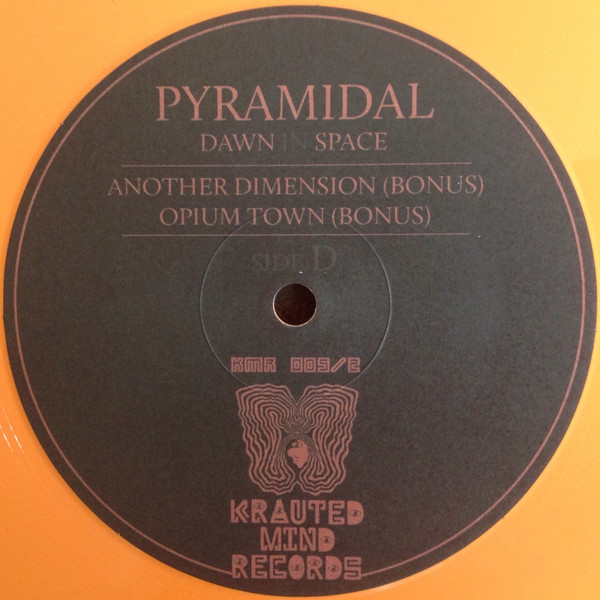 PYRAMIDAL
DAWN IN SPACE
ANOTHER DIMENSION (BONUS)
OPIUM TOWN (BONUS)
SIDE D
KMR 005/2
KRAUTED
MIND
RECORDS